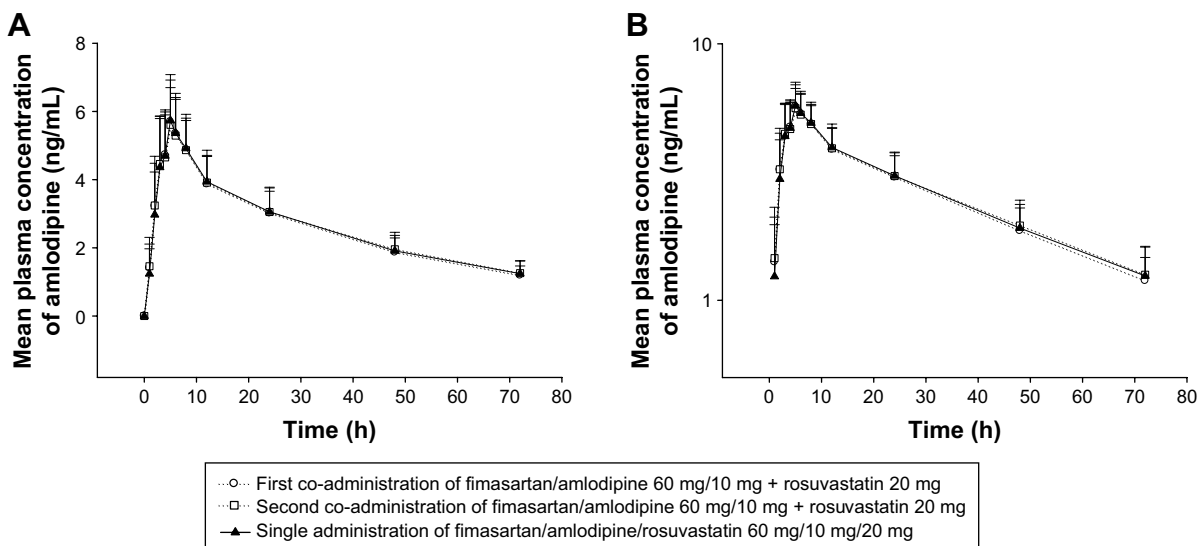 A
Mean plasma concentration
of amlodipine (ng/mL)
8
6
4
2
0
0 10 20 30 40 50 60 70 80
Time (h)
B
Mean plasma concentration
of amlodipine (ng/mL)
10
1
0 10 20 30 40 50 60 70 80
Time (h)
First co-administration of fimasartan/amlodipine 60 mg/10 mg + rosuvastatin 20 mg
Second co-administration of fimasartan/amlodipine 60 mg/10 mg + rosuvastatin 20 mg
Single administration of fimasartan/amlodipine/rosuvastatin 60 mg/10 mg/20 mg